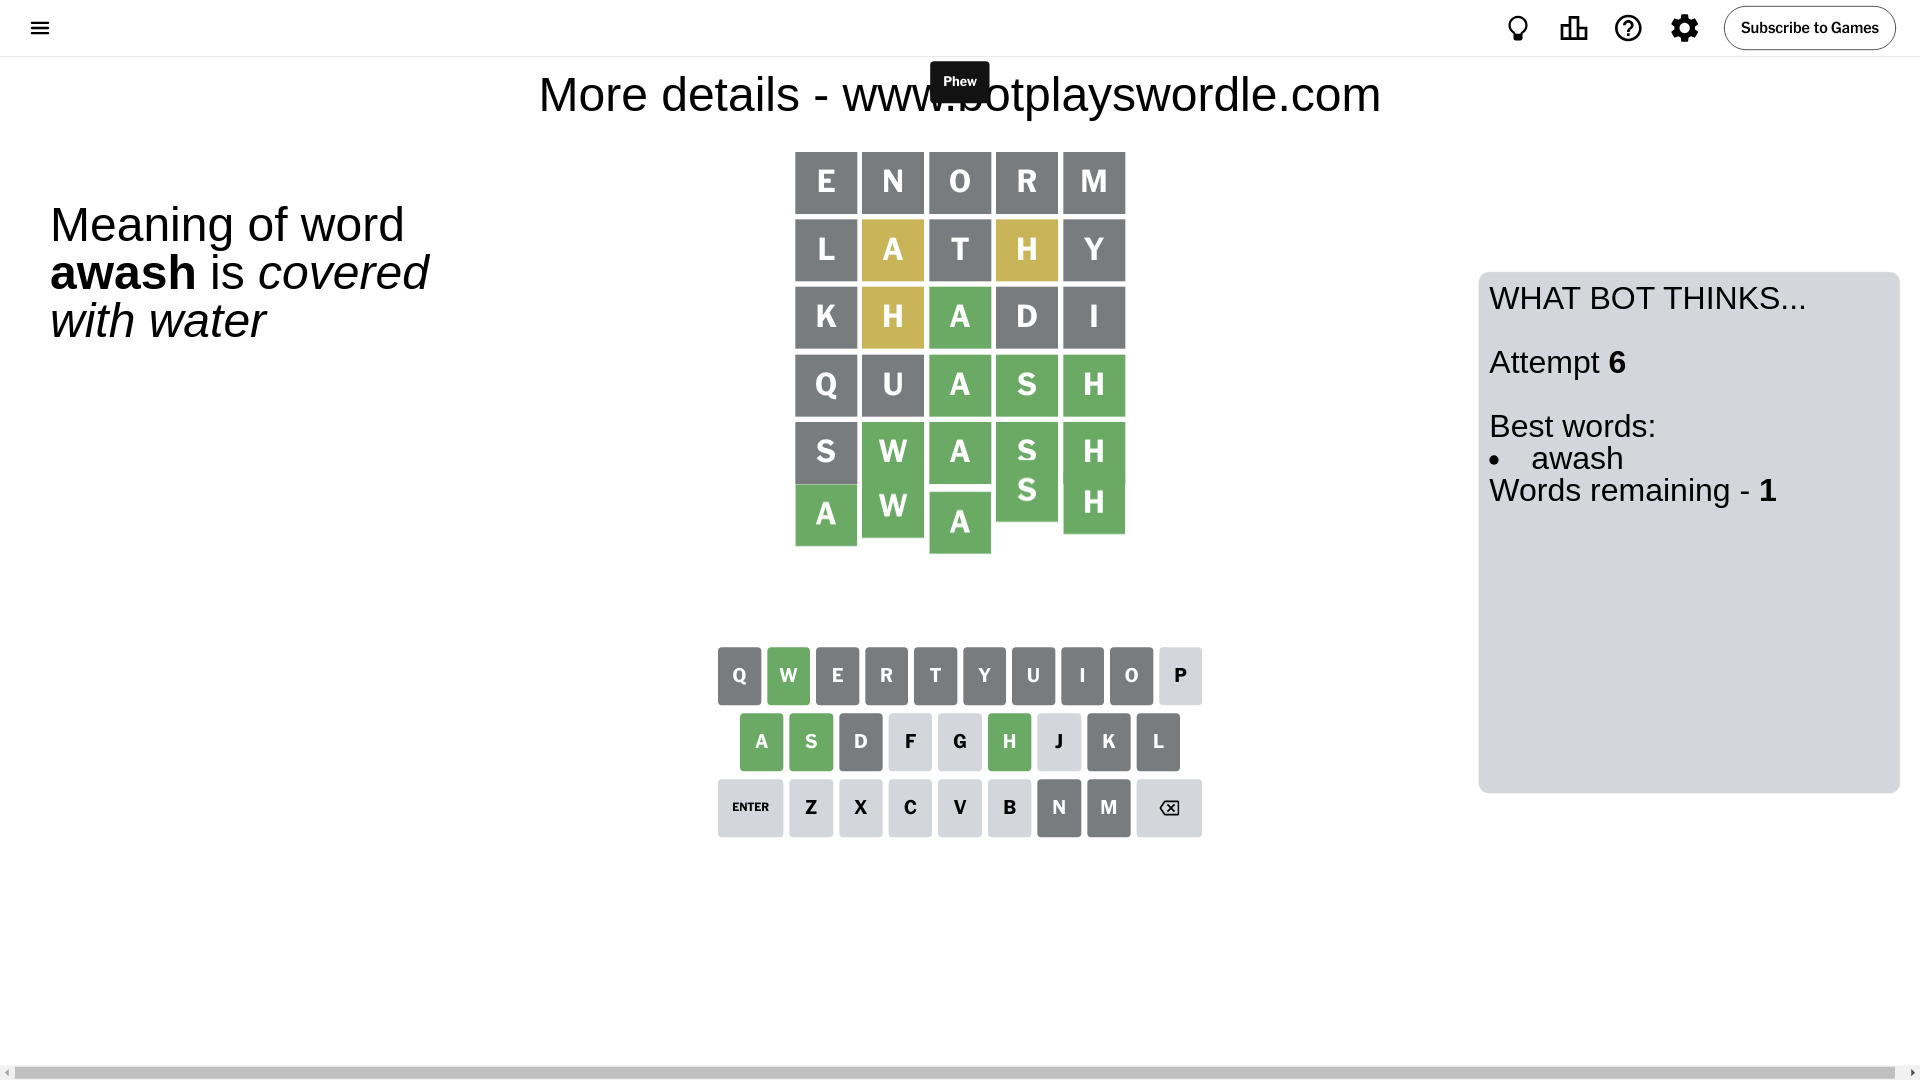 Subscribe to Games
Phew
More details - www.botplayswordle.com
Meaning of word
awash is covered
with water
E N O R M
L A T H Y
K H A D I
Q U A S H
S W A S H
A W A S H
WHAT BOT THINKS...
Attempt 6
Best words:
• awash
Words remaining - 1
Q W E R T Y U I O P
A S D F G H J K L
ENTER Z X C V B N M